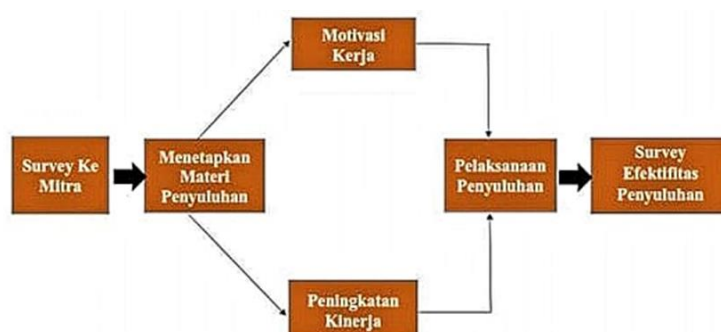 Motivasi
Kerja
Survey Ke
Mitra
Menetapkan
Materi
Penyuluhan
Pelaksanaan
Penyuluhan
Survey
Efektifitas
Penyuluhan
Peningkatan
Kinerja